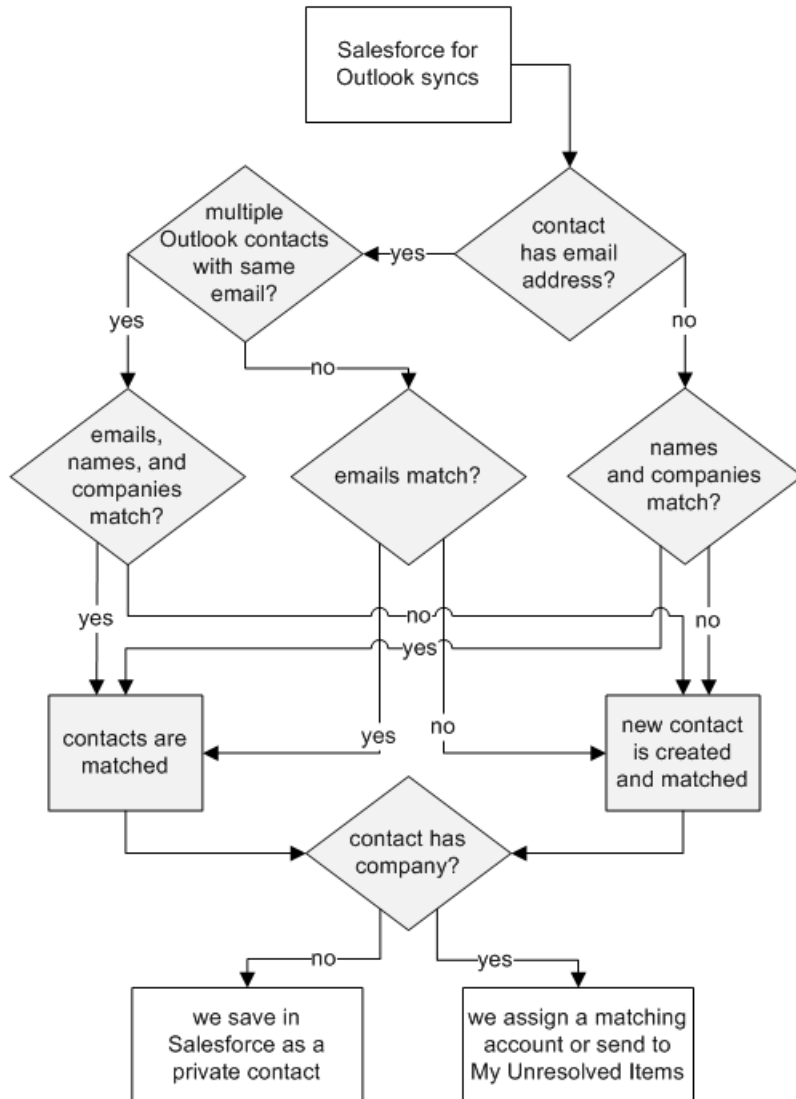 Salesforce for
Outlook syncs
multiple
Outlook contacts
with same
email?
yes
contact
has email
address?
yes
no
no
emails,
names, and
companies
match?
emails match?
names
and companies
match?
yes
no
no
yes
contacts are
matched
yes
no
new contact
is created
and matched
contact has
company?
no
yes
we save in
Salesforce as a
private contact
we assign a matching
account or send to
My Unresolved Items